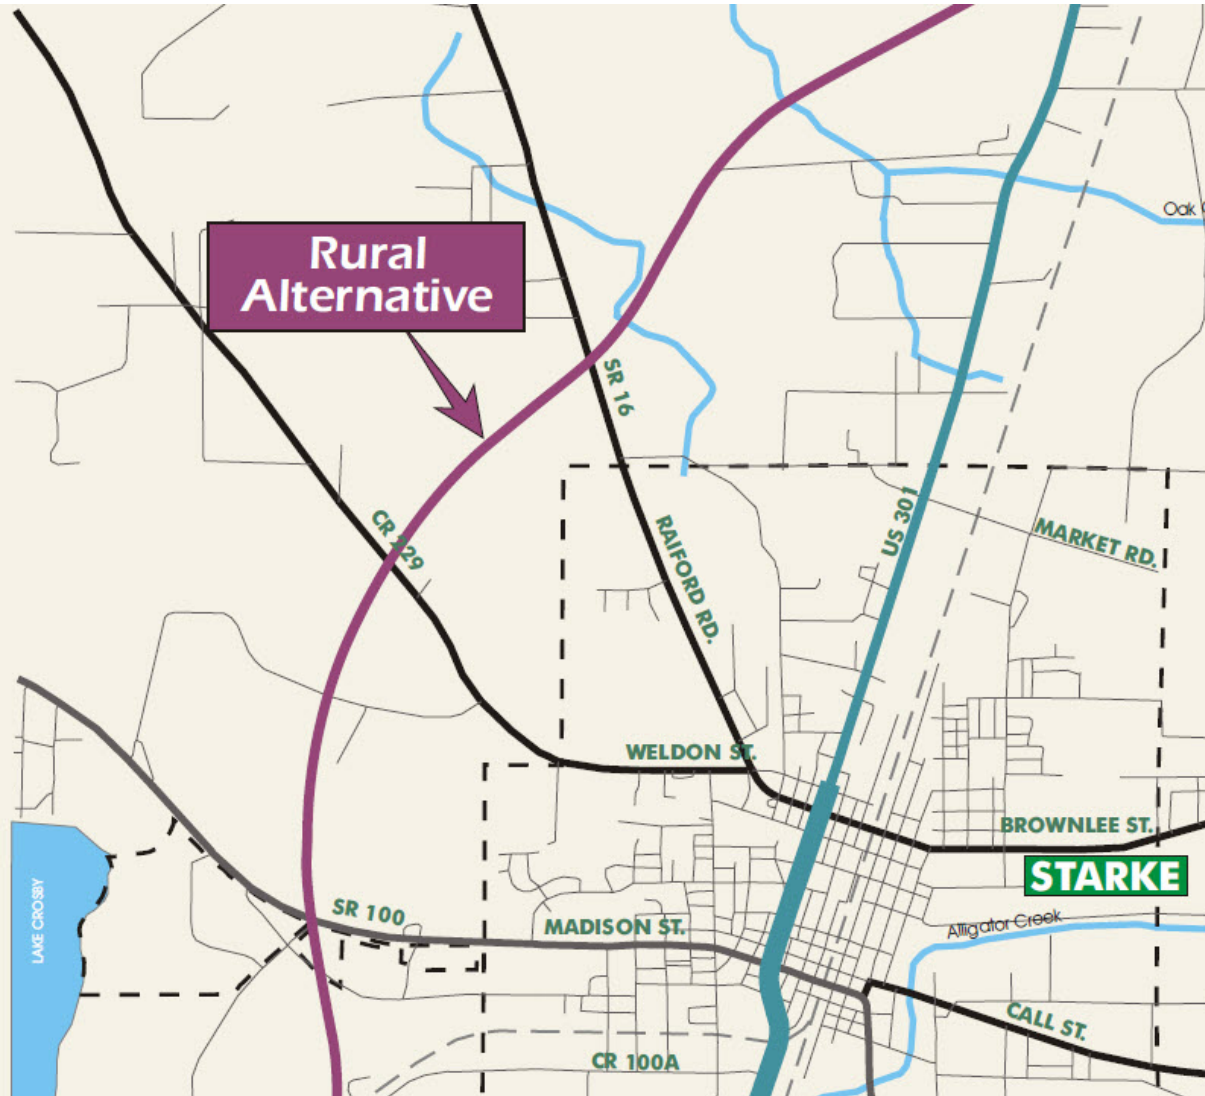 Oak
Rural
Alternative
SR 16
CR 229
RAIFORD RD.
US 301
MARKET RD.
WELDON ST.
BROWNLEE ST.
STARKE
LAKE CROSBY
SR 100
MADISON ST.
Alligator Creek
CALL ST.
CR 100A